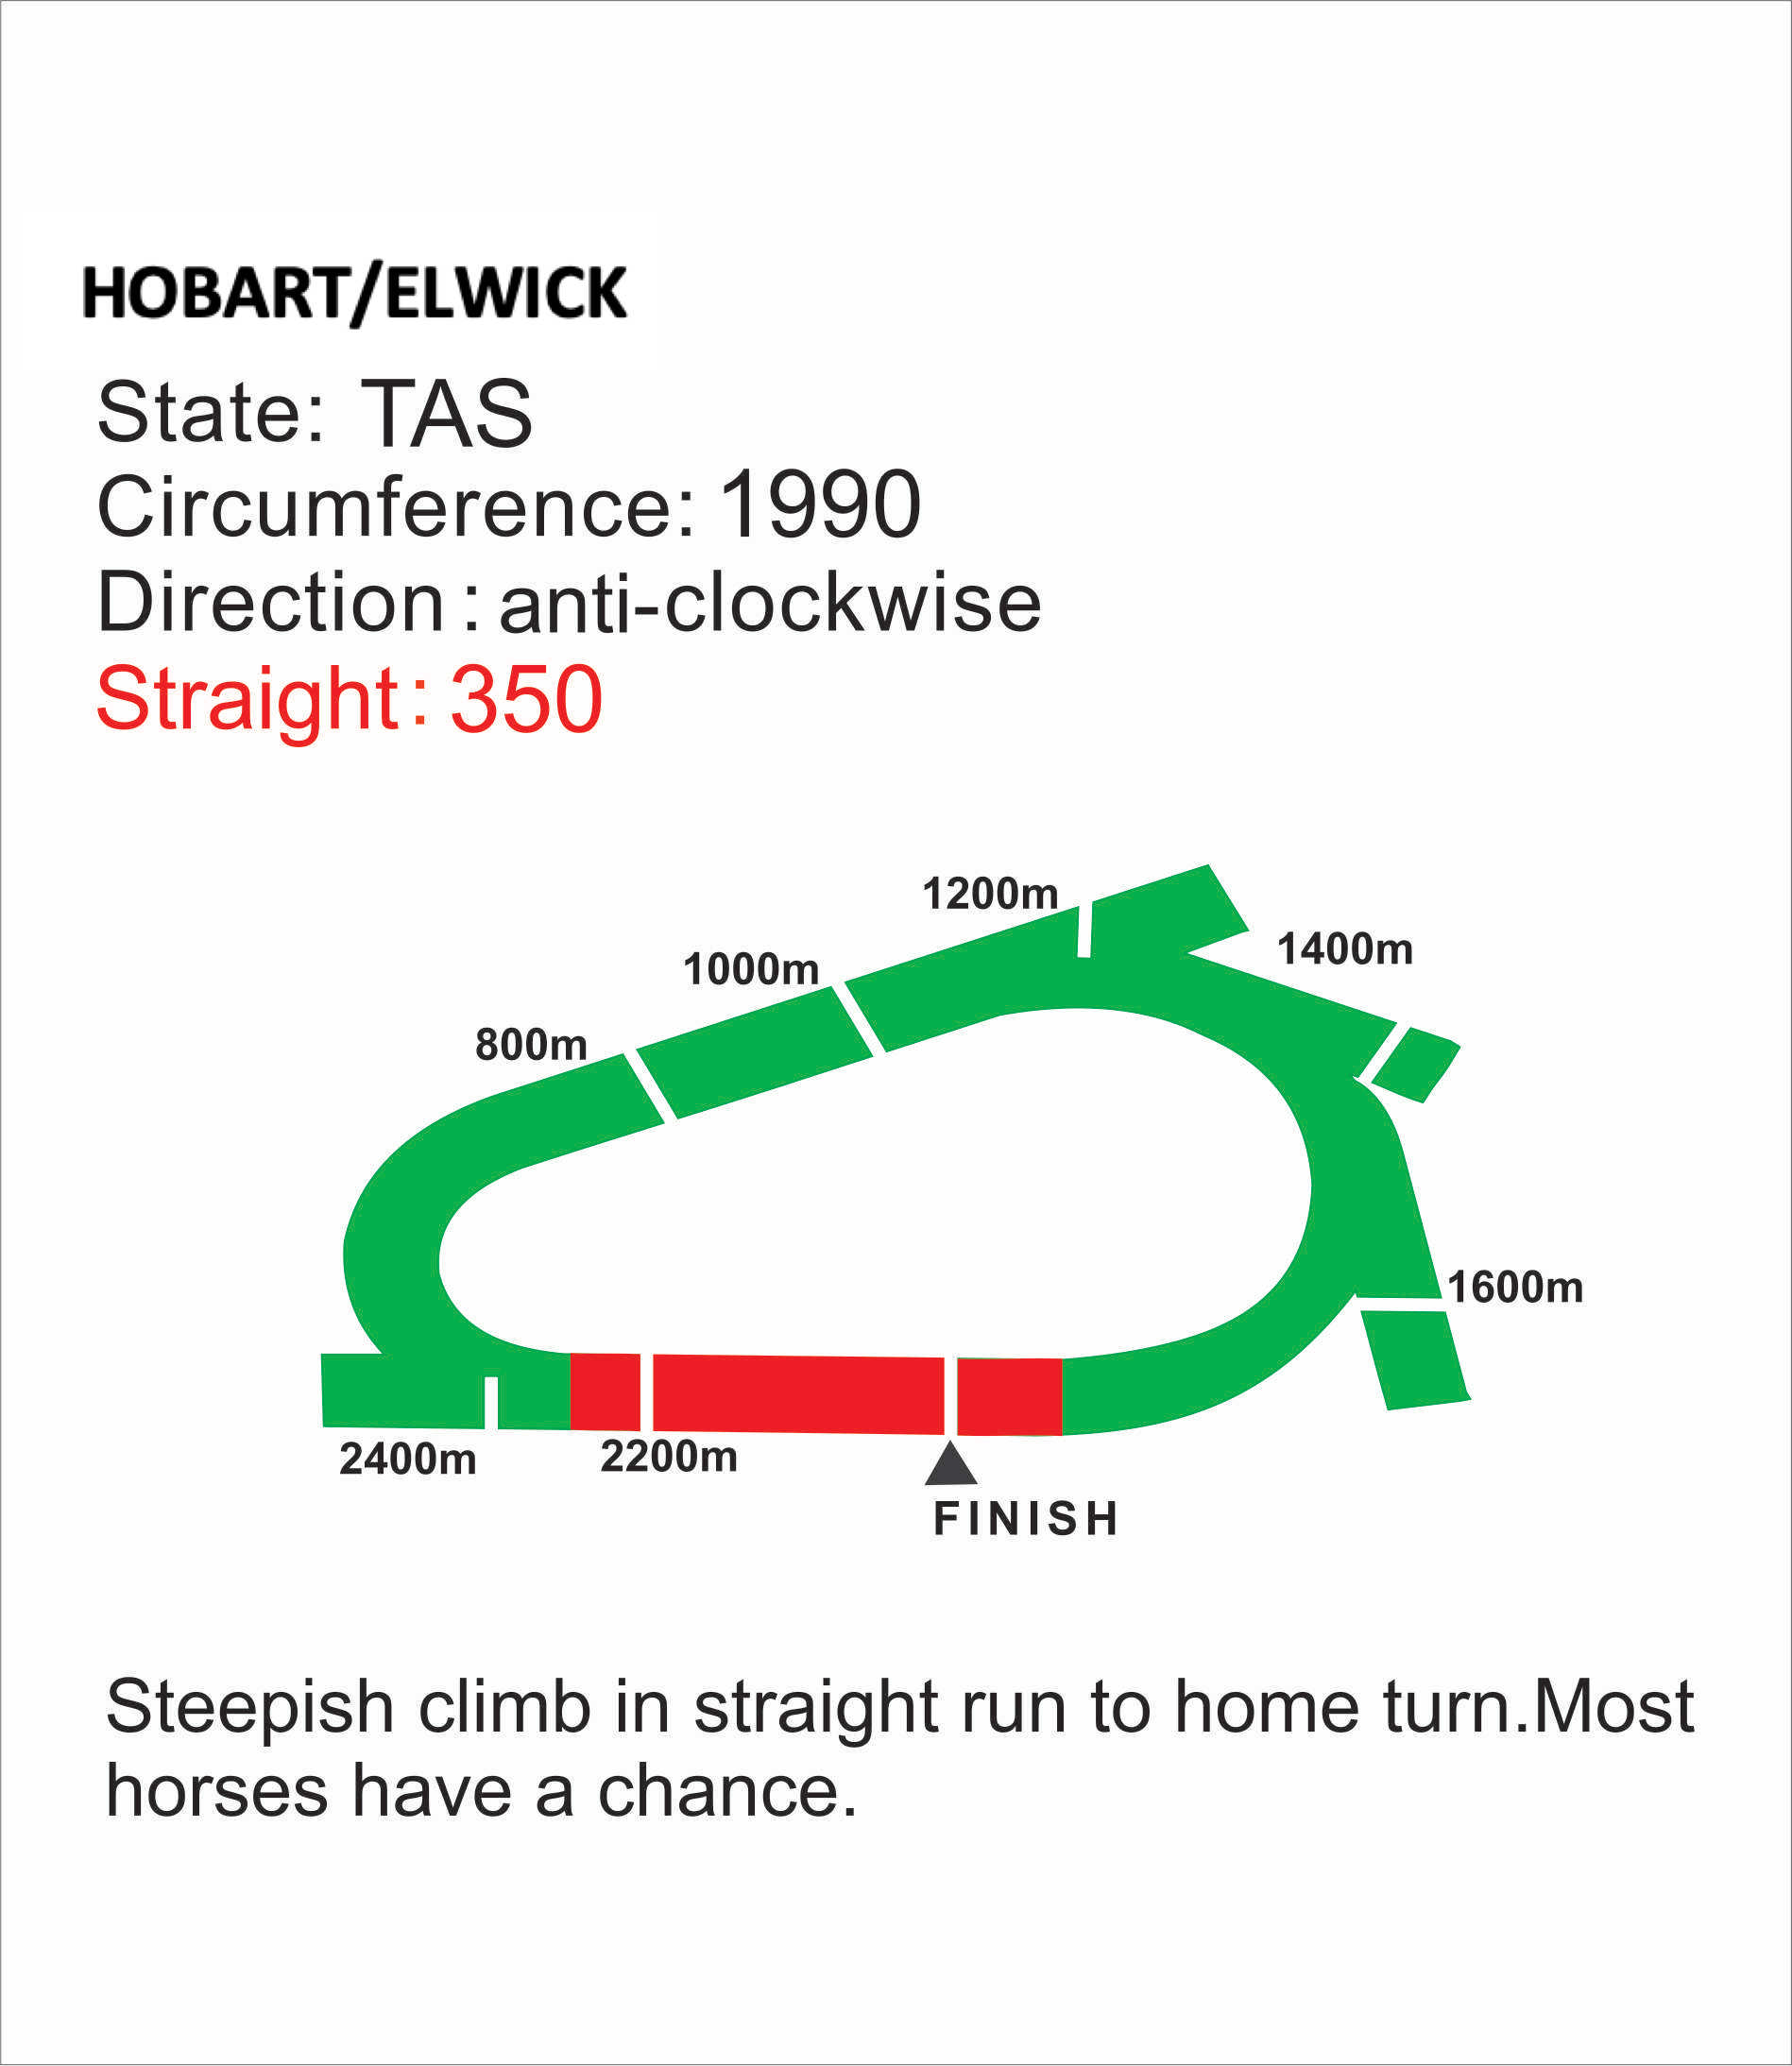 HOBART/ELWICK
State: TAS
Circumference: 1990
Direction : anti-clockwise
Straight: 350
1200m
1400m
1000m
800m
1600m
2400m
2200m
FINISH
Steepish climb in straight run to home turn.Most
horses have a chance.